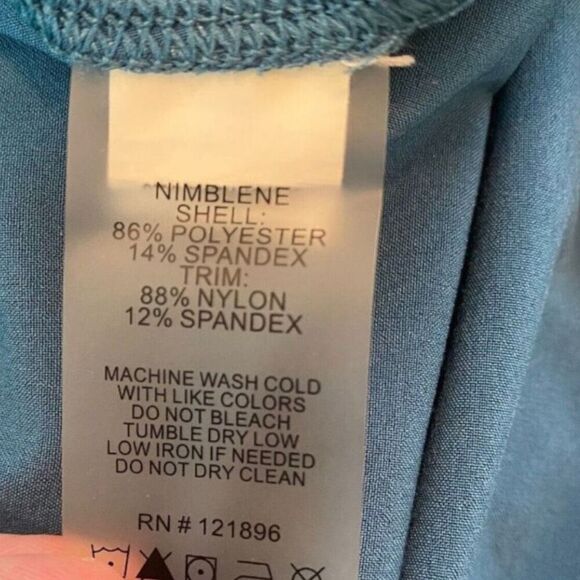 NIMBLENE
SHELL:
86% POLYESTER
14% SPANDEX
TRIM:
88% NYLON
12% SPANDEX
MACHINE WASH COLD
WITH LIKE COLORS
DO NOT BLEACH
TUMBLE DRY LOW
LOW IRON IF NEEDED
DO NOT DRY CLEAN
RN # 121896